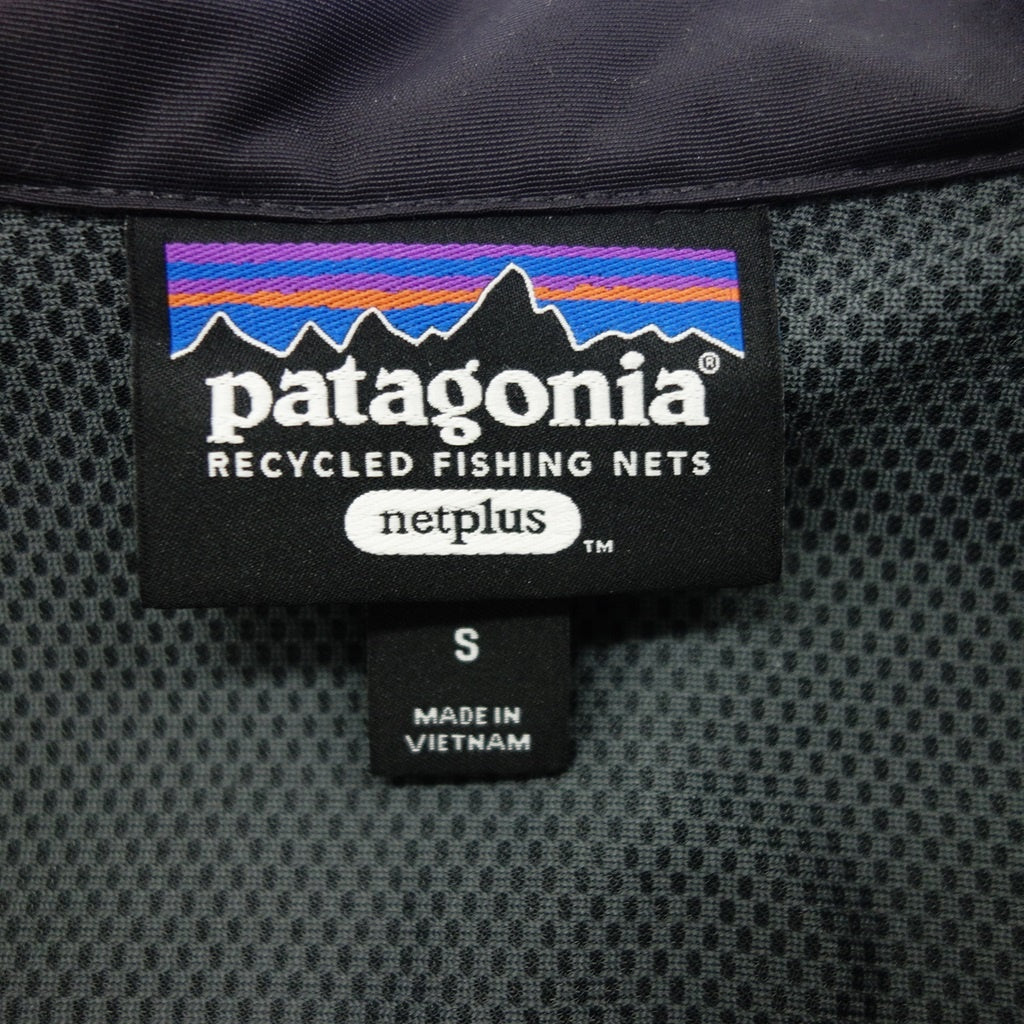 patagonia®
RECYCLED FISHING NETS
netplus™
S
MADE IN
VIETNAM